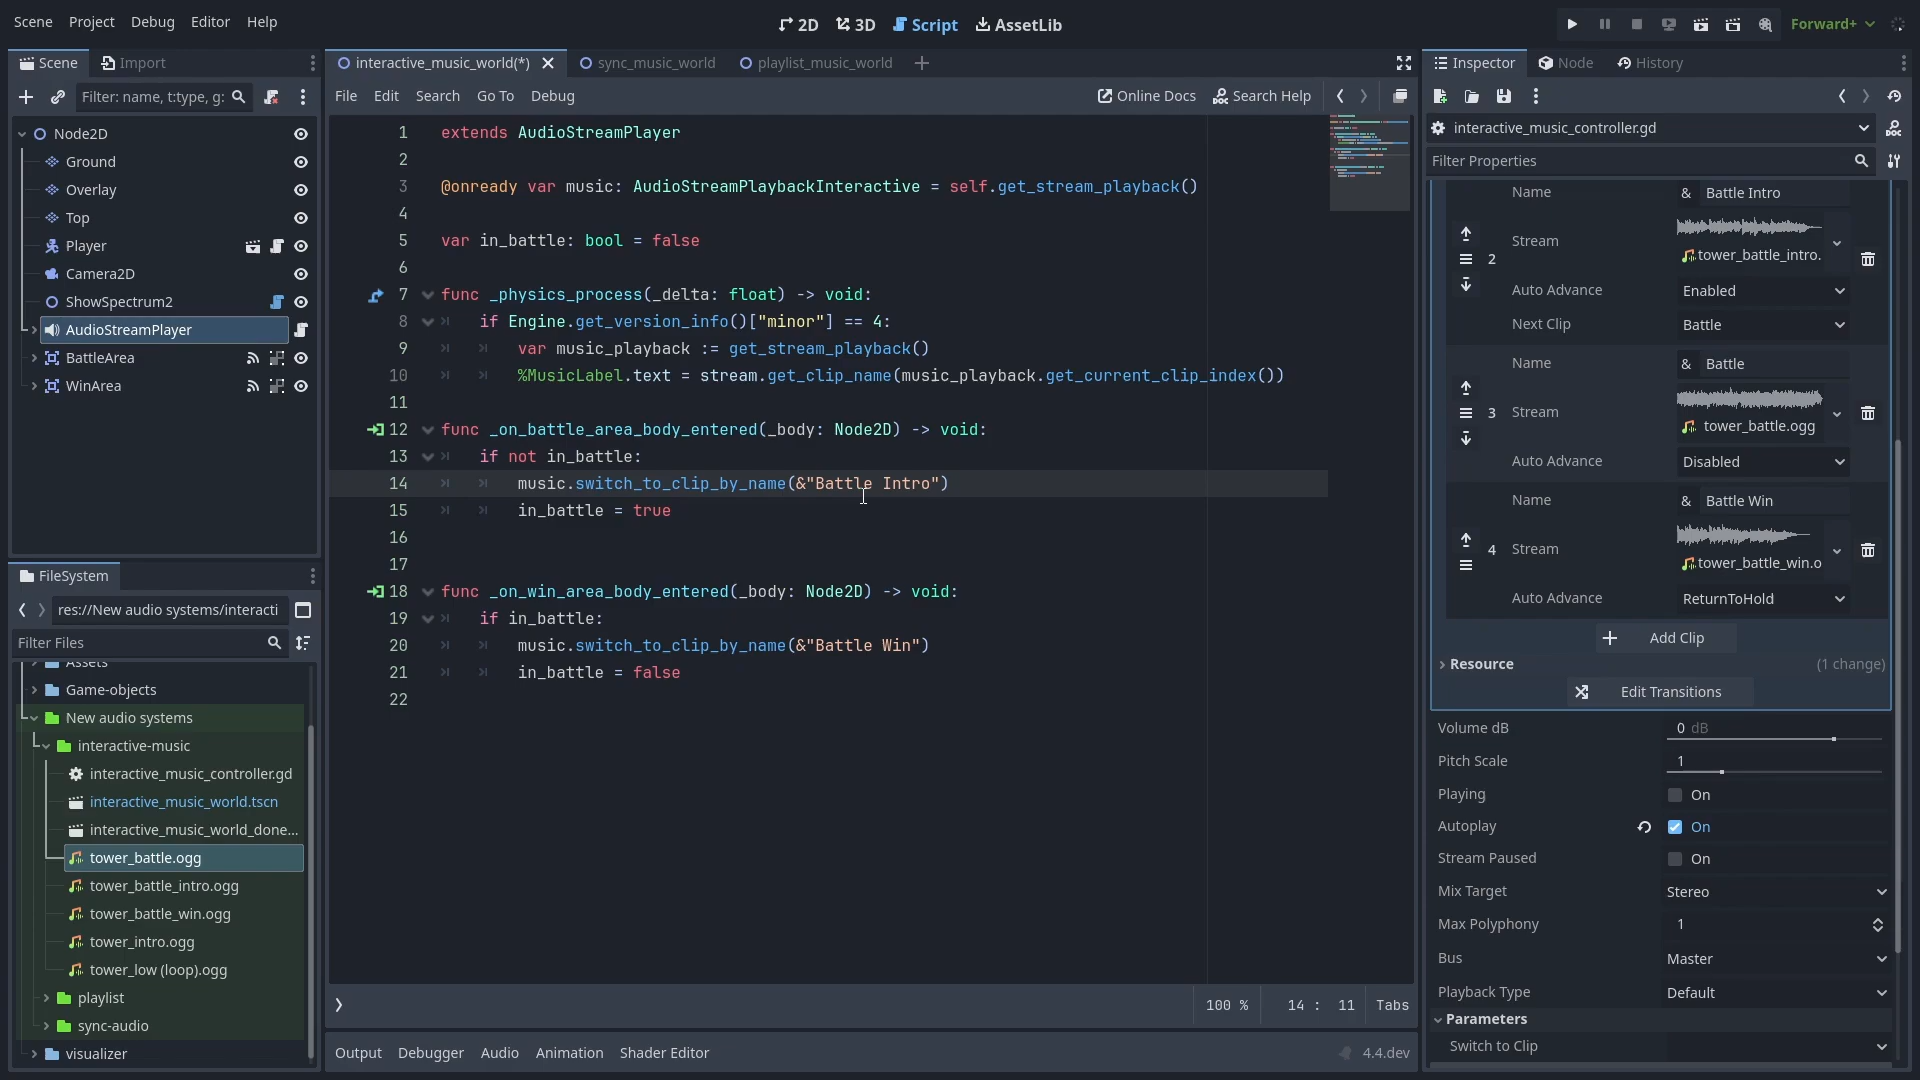 Scene Project Debug Editor Help
2D 3D Script AssetLib
Forward+
Scene Import
Filter: name, t:type, g:
Node2D
Ground
Overlay
Top
Player
Camera2D
ShowSpectrum2
AudioStreamPlayer
BattleArea
WinArea
FileSystem
res://New audio systems/interacti
Filter Files
Assets
Game-objects
New audio systems
interactive-music
interactive_music_controller.gd
interactive_music_world.tscn
interactive_music_world_done...
tower_battle.ogg
tower_battle_intro.ogg
tower_battle_win.ogg
tower_intro.ogg
tower_low (loop).ogg
playlist
sync-audio
visualizer
interactive_music_world(*) sync_music_world playlist_music_world
File Edit Search Go To Debug Online Docs Search Help
1 extends AudioStreamPlayer
2
3 @onready var music: AudioStreamPlaybackInteractive = self.get_stream_playback()
4
5 var in_battle: bool = false
6
7 func _physics_process(_delta: float) -> void:
8 if Engine.get_version_info()["minor"] == 4:
9 var music_playback := get_stream_playback()
10 %MusicLabel.text = stream.get_clip_name(music_playback.get_current_clip_index())
11
12 func _on_battle_area_body_entered(_body: Node2D) -> void:
13 if not in_battle:
14 music.switch_to_clip_by_name(&"Battle Intro")
15 in_battle = true
16
17
18 func _on_win_area_body_entered(_body: Node2D) -> void:
19 if in_battle:
20 music.switch_to_clip_by_name(&"Battle Win")
21 in_battle = false
22
100 % 14 : 11 Tabs
Output Debugger Audio Animation Shader Editor 4.4.dev
Inspector Node History
interactive_music_controller.gd
Filter Properties
Name & Battle Intro
2 Stream tower_battle_intro.
Auto Advance Enabled
Next Clip Battle
Name & Battle
3 Stream tower_battle.ogg
Auto Advance Disabled
Name & Battle Win
4 Stream tower_battle_win.o
Auto Advance ReturnToHold
Add Clip
Resource (1 change)
Edit Transitions
Volume dB 0 dB
Pitch Scale 1
Playing On
Autoplay On
Stream Paused On
Mix Target Stereo
Max Polyphony 1
Bus Master
Playback Type Default
Parameters
Switch to Clip